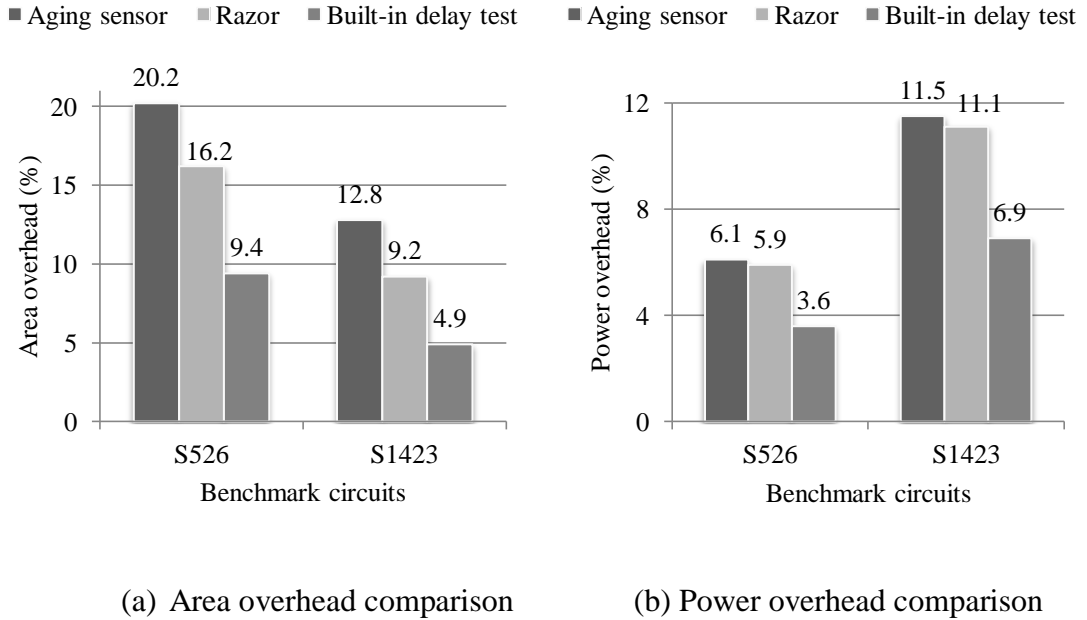 Aging sensor Razor Built-in delay test
20.2
16.2
9.4
12.8
9.2
4.9
20
15
10
5
0
Area overhead (%)
S526 S1423
Benchmark circuits
(a) Area overhead comparison
Aging sensor Razor Built-in delay test
6.1
5.9
3.6
11.5
11.1
6.9
12
8
4
0
Power overhead (%)
S526 S1423
Benchmark circuits
(b) Power overhead comparison